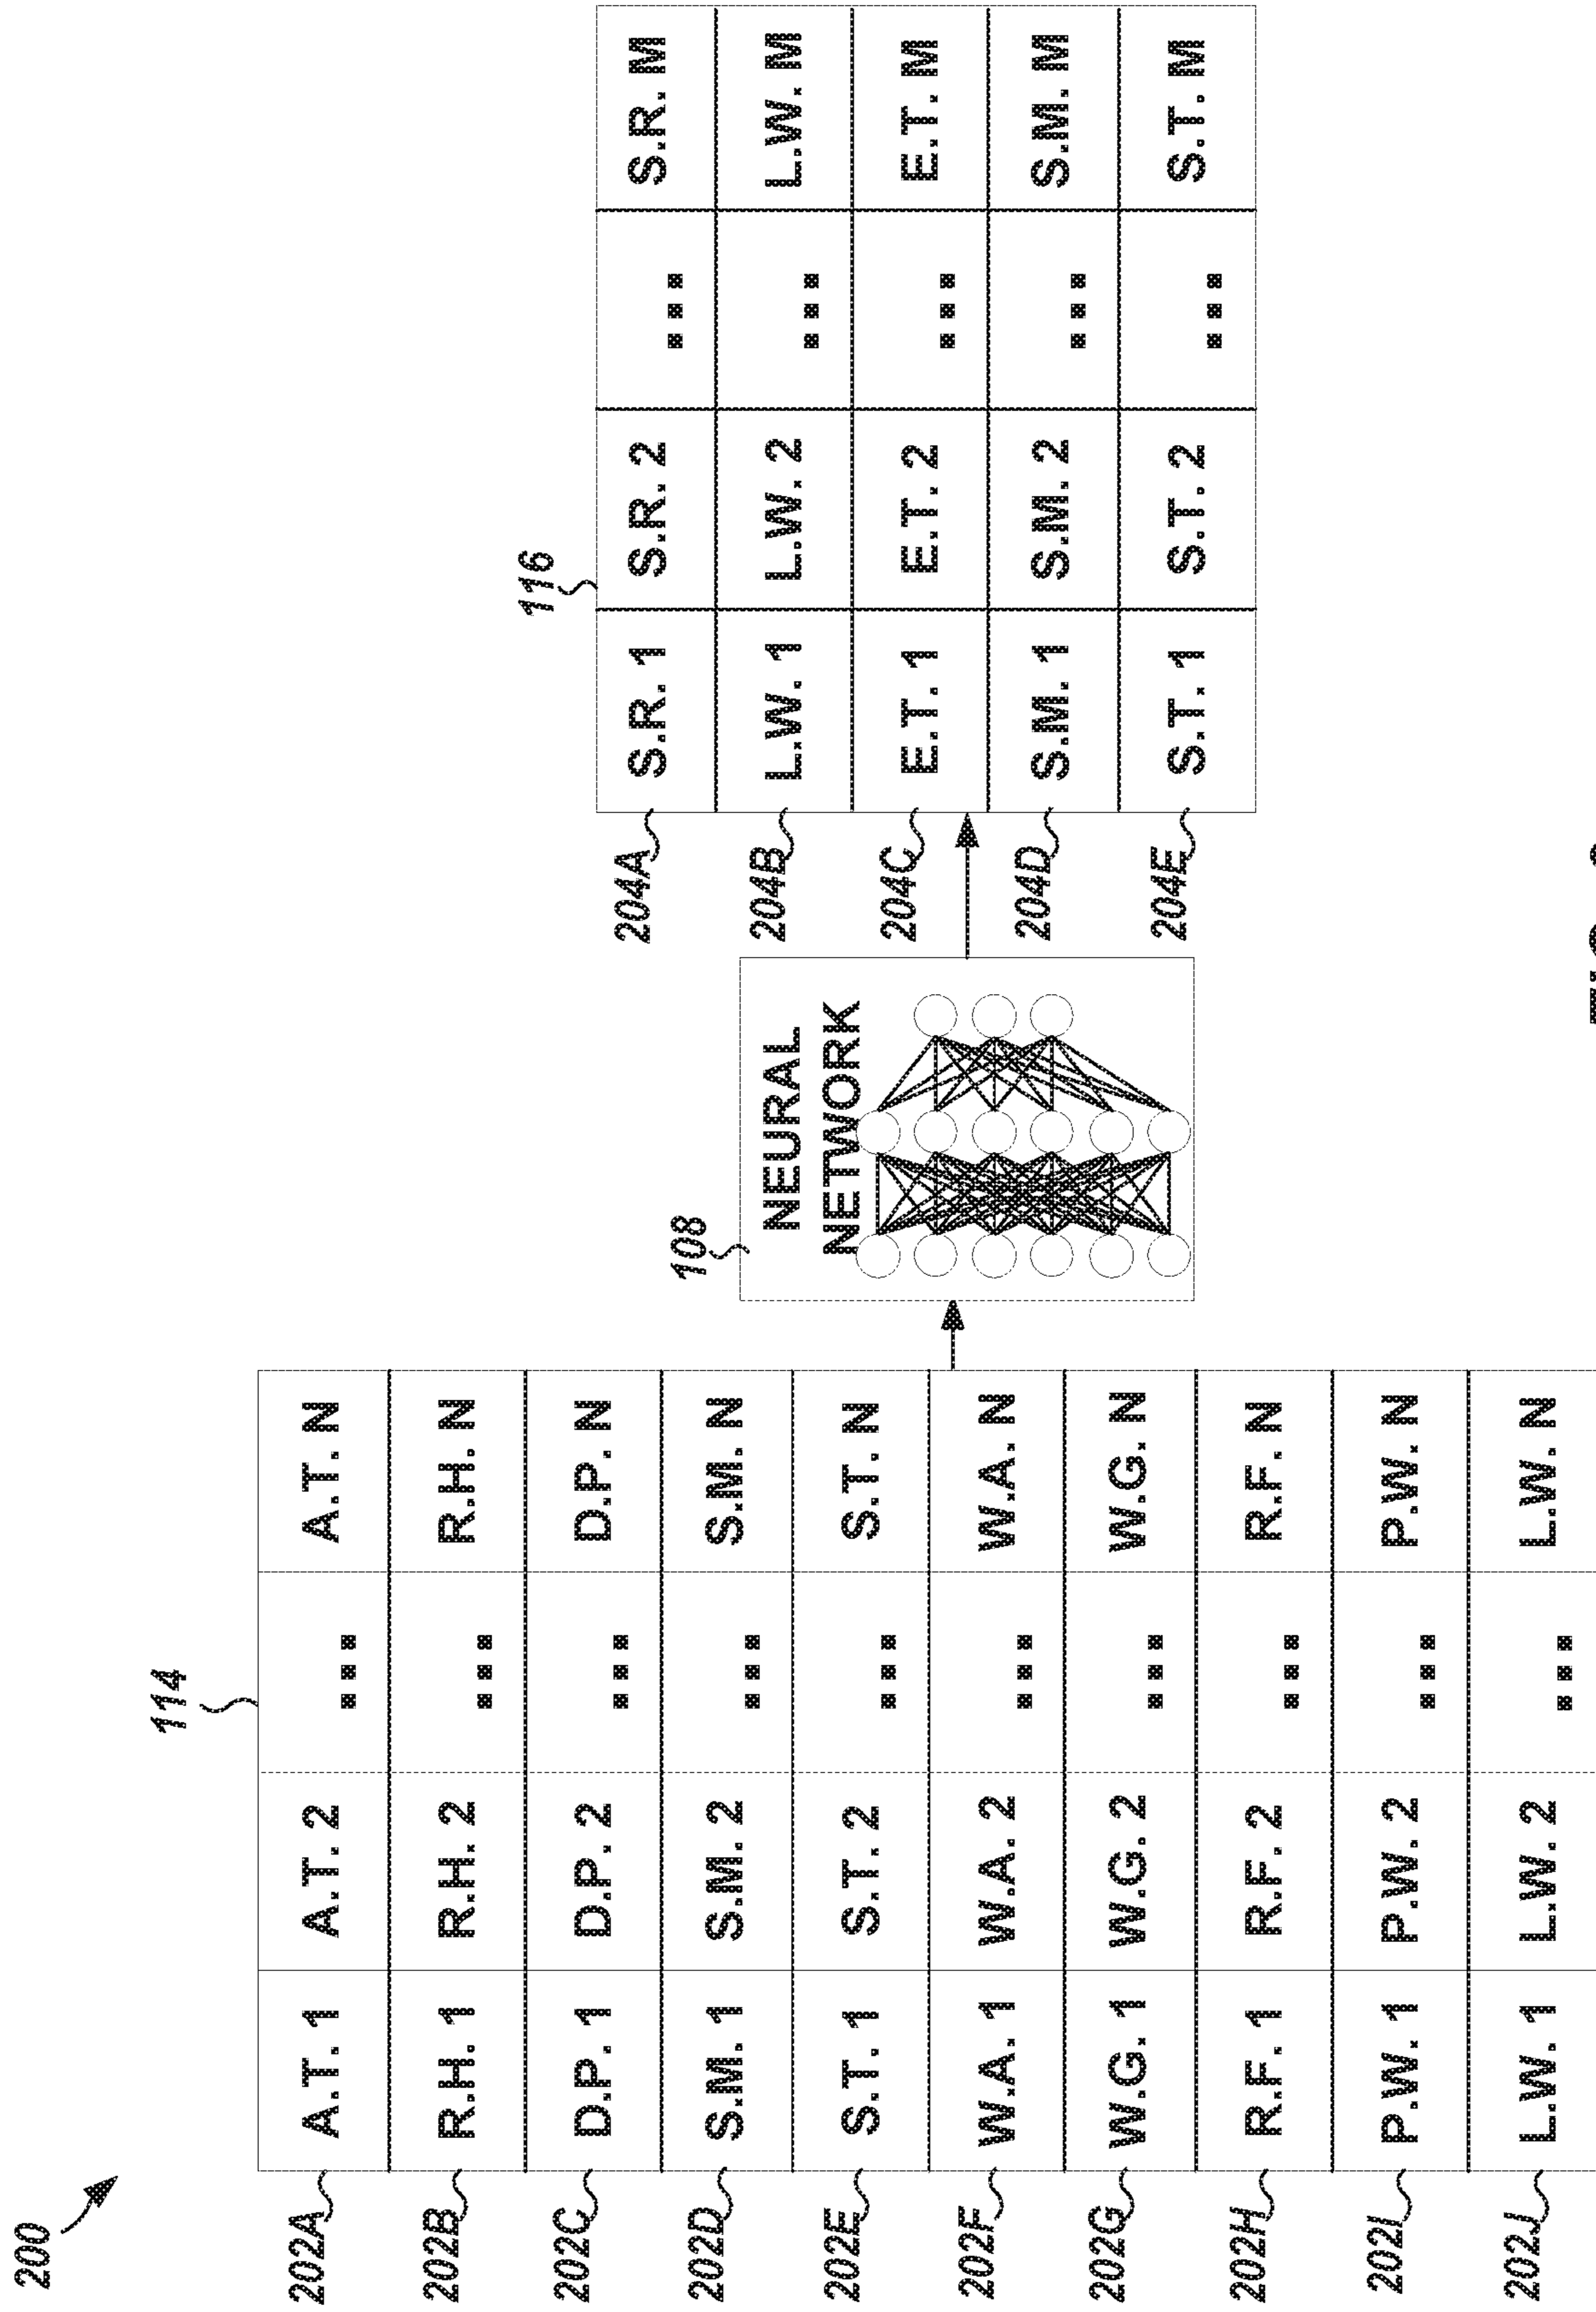 200
114
202A A.T. 1 A.T. 2 ... A.T. N
202B R.H. 1 R.H. 2 ... R.H. N
202C D.P. 1 D.P. 2 ... D.P. N
202D S.M. 1 S.M. 2 ... S.M. N
202E S.T. 1 S.T. 2 ... S.T. N
202F W.A. 1 W.A. 2 ... W.A. N
202G W.G. 1 W.G. 2 ... W.G. N
202H R.F. 1 R.F. 2 ... R.F. N
202I P.W. 1 P.W. 2 ... P.W. N
202J L.W. 1 L.W. 2 ... L.W. N
108
NEURAL
NETWORK
116
204A S.R. 1 S.R. 2 ... S.R. M
204B L.W. 1 L.W. 2 ... L.W. M
204C E.T. 1 E.T. 2 ... E.T. M
204D S.M. 1 S.M. 2 ... S.M. M
204E S.T. 1 S.T. 2 ... S.T. M